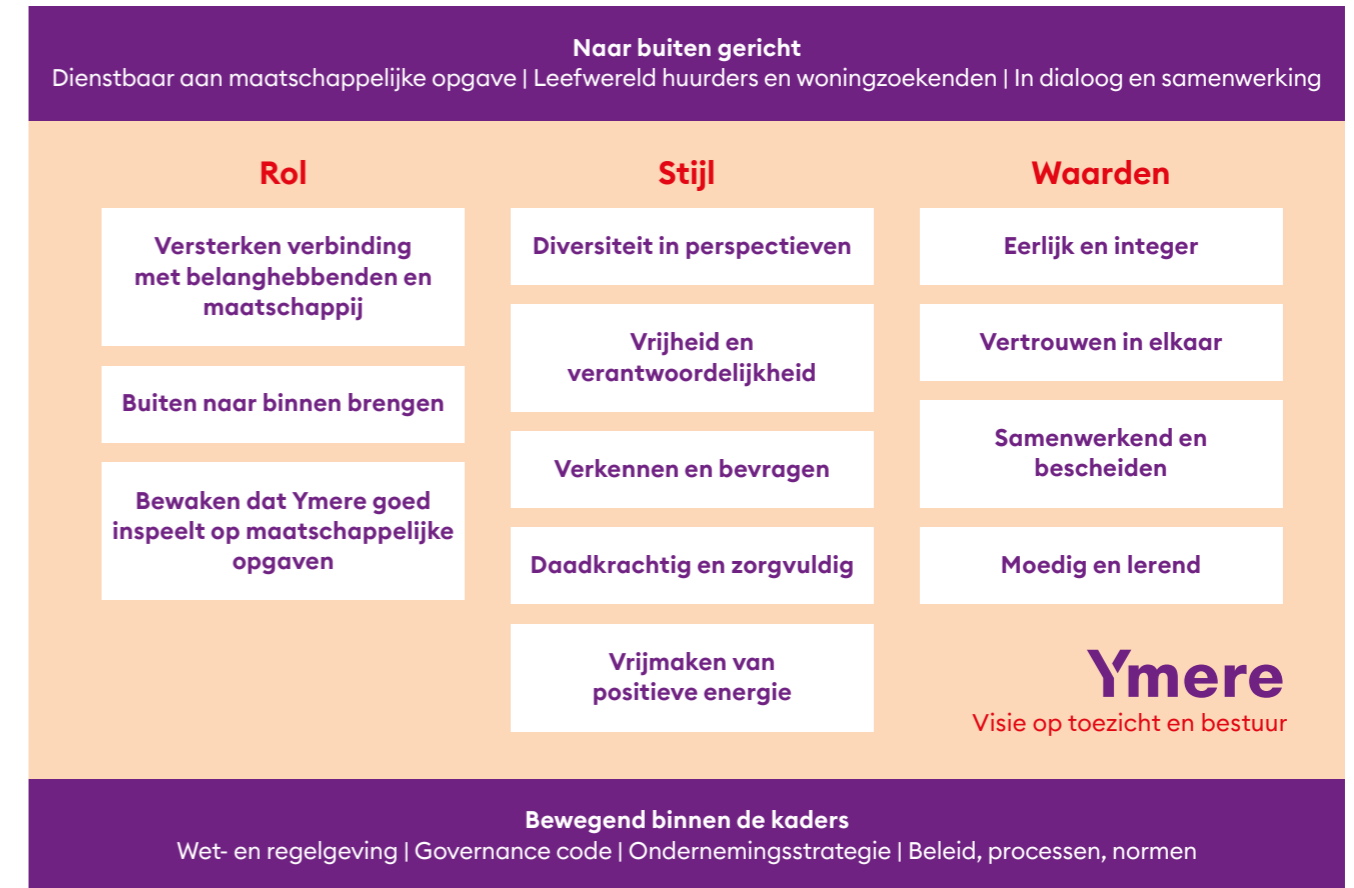 Naar buiten gericht
Dienstbaar aan maatschappelijke opgave | Leefwereld huurders en woningzoekenden | In dialoog en samenwerking
Rol
Versterken verbinding
met belanghebbenden en
maatschappij
Buiten naar binnen brengen
Bewaken dat Ymere goed
inspeelt op maatschappelijke
opgaven
Stijl
Diversiteit in perspectieven
Vrijheid en
verantwoordelijkheid
Verkennen en bevragen
Daadkrachtig en zorgvuldig
Vrijmaken van
positieve energie
Waarden
Eerlijk en integer
Vertrouwen in elkaar
Samenwerkend en
bescheiden
Moedig en lerend
Ymere
Visie op toezicht en bestuur
Bewegend binnen de kaders
Wet- en regelgeving | Governance code | Ondernemingsstrategie | Beleid, processen, normen